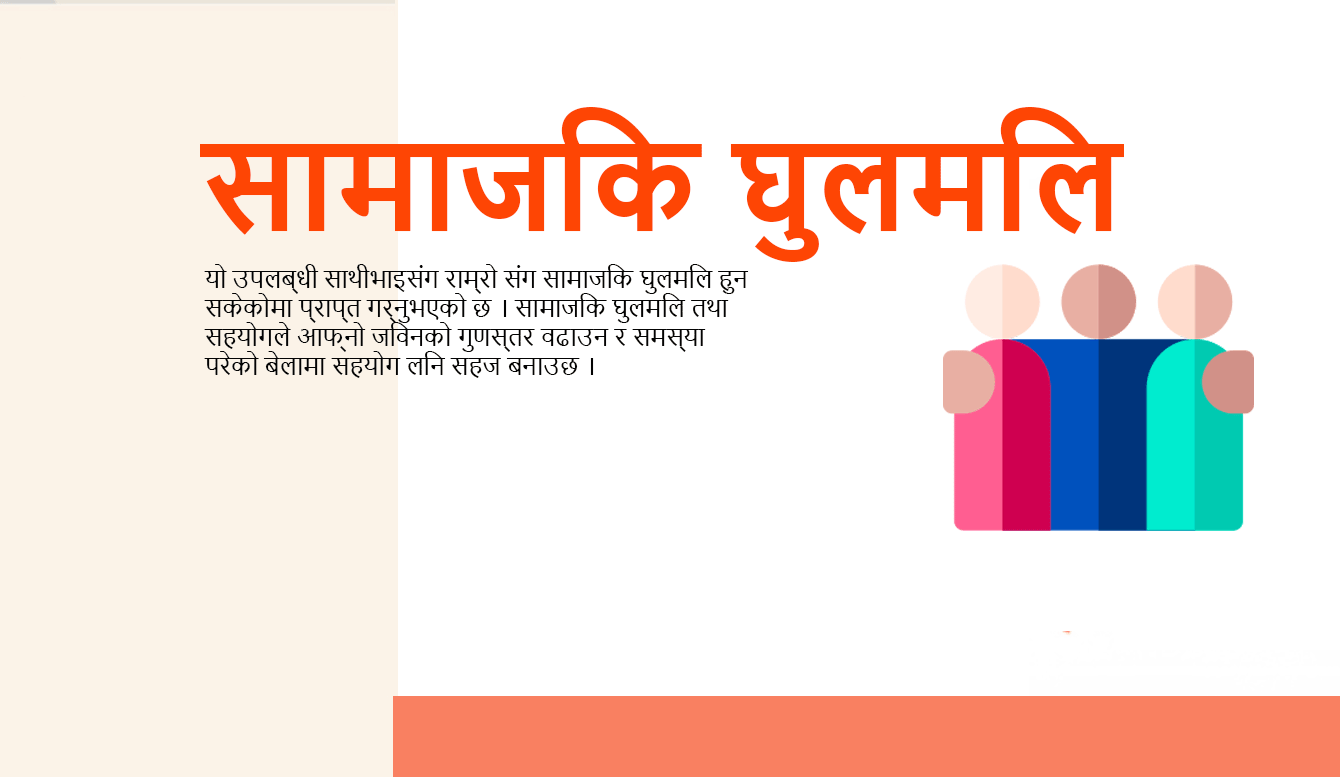 सामाजकि घुलमलि
यो उपलब्धी साथीभाइसंग राम्रो संग सामाजकि घुलमलि हुन
सकेकोमा प्राप्त गर्नुभएको छ । सामाजकि घुलमलि तथा
सहयोगले आफ्नो जविनको गुणस्तर वढाउन र समस्या
परेको बेलामा सहयोग लनि सहज बनाउछ ।